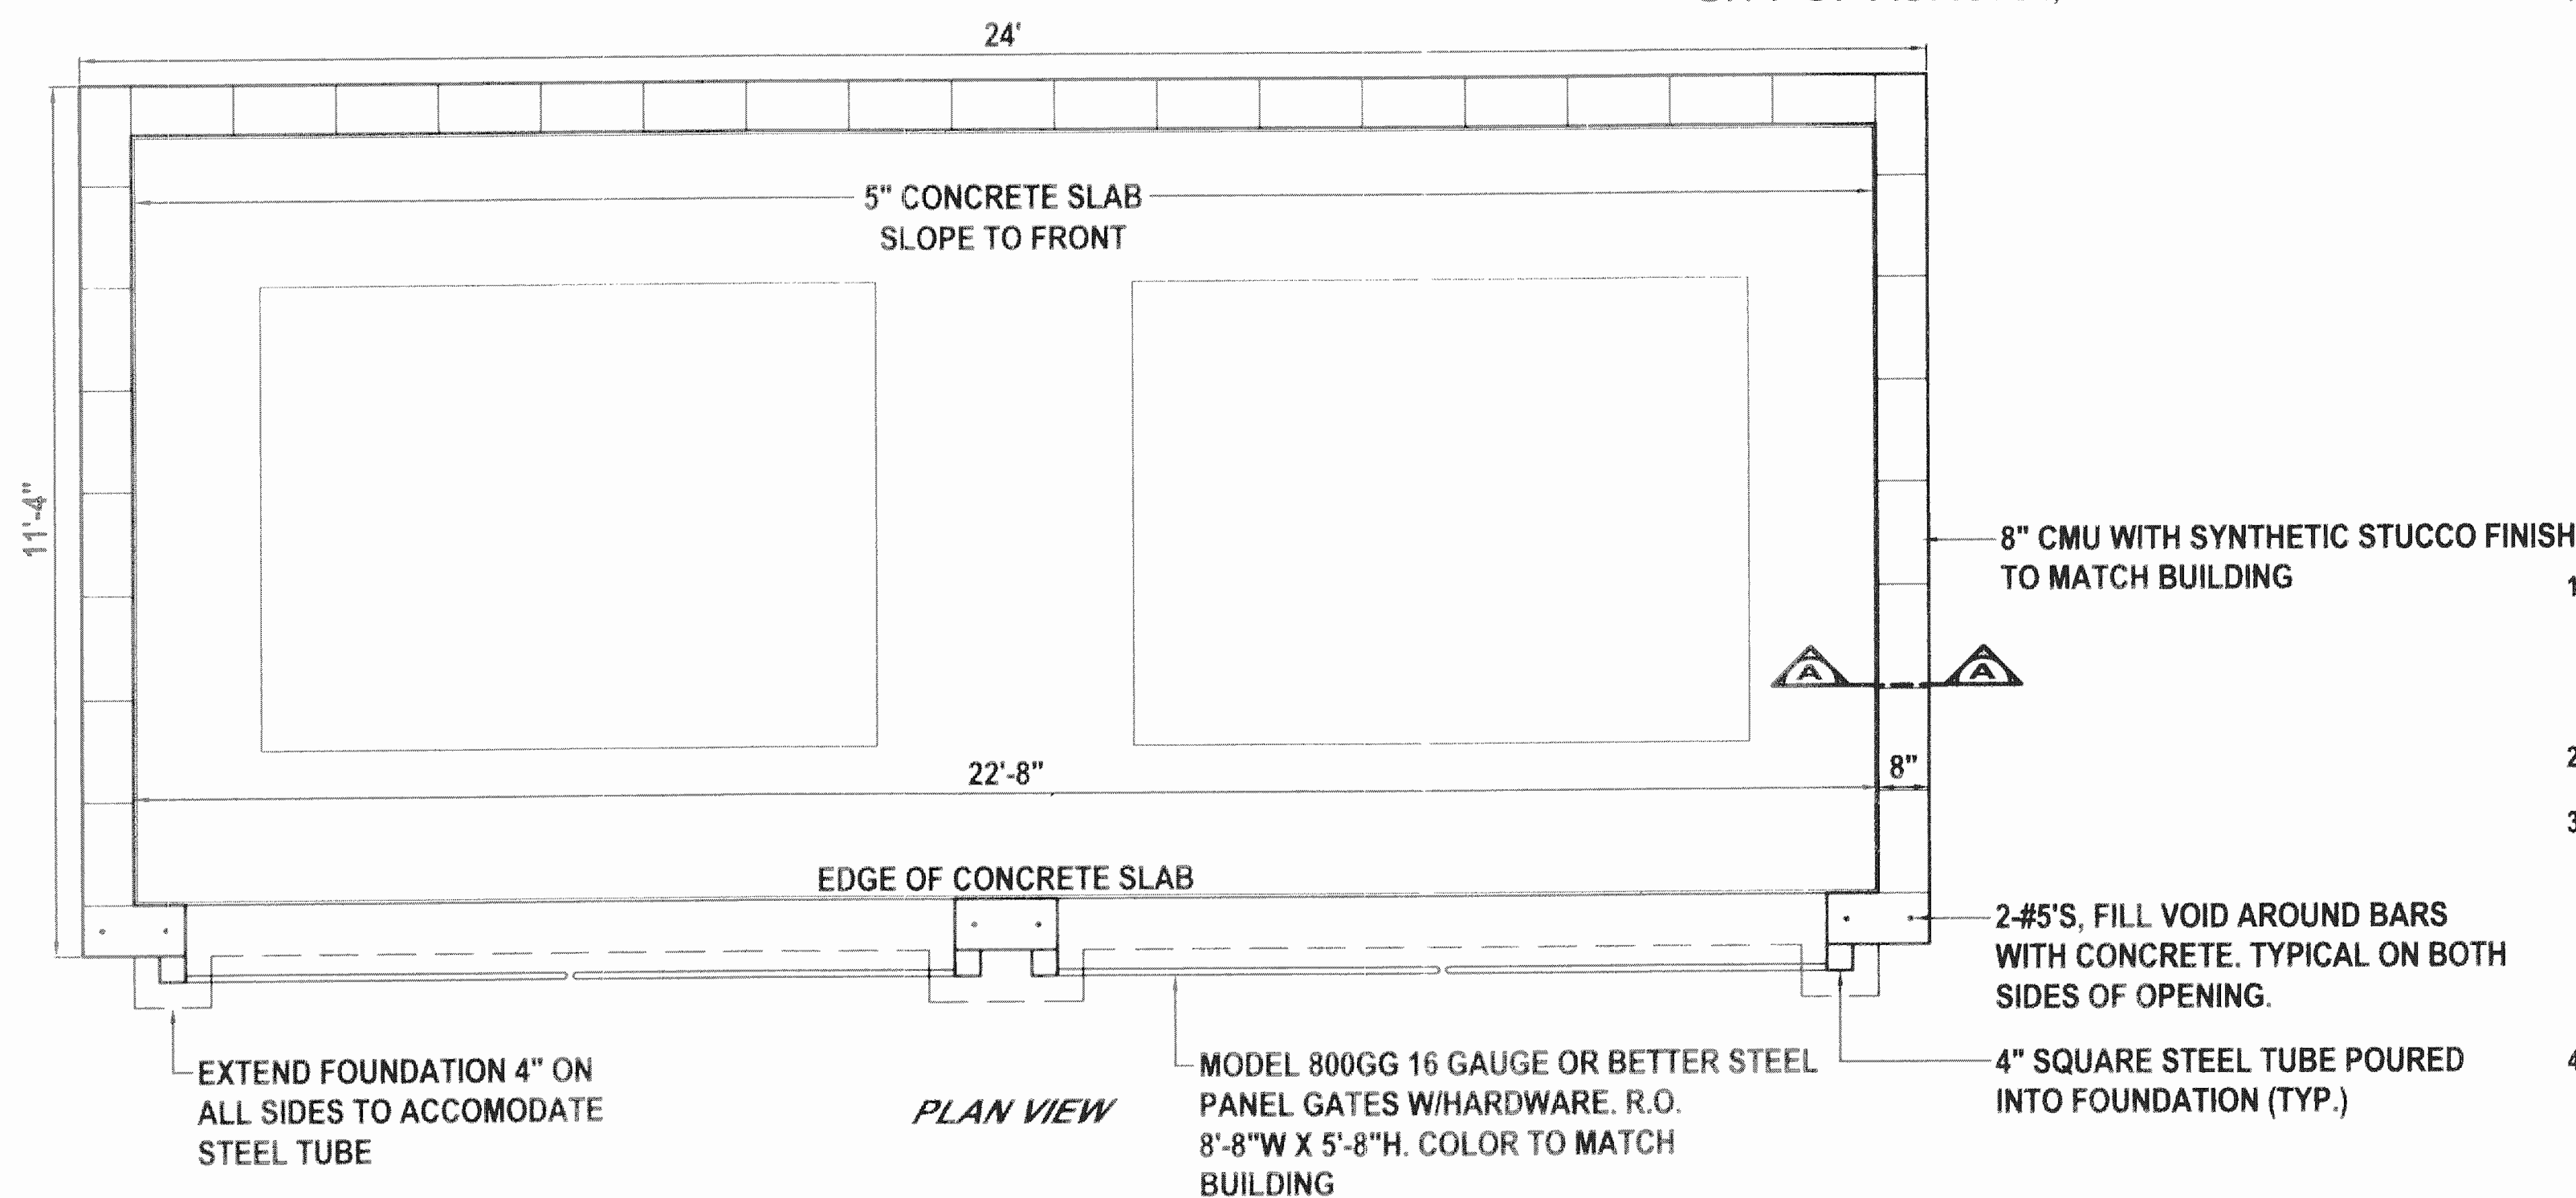 24'
5" CONCRETE SLAB
SLOPE TO FRONT
11'-4"
8" CMU WITH SYNTHETIC STUCCO FINISH
TO MATCH BUILDING
1
A A
2
22'-8"
8"
3
EDGE OF CONCRETE SLAB
2-#5'S, FILL VOID AROUND BARS
WITH CONCRETE. TYPICAL ON BOTH
SIDES OF OPENING.
4" SQUARE STEEL TUBE POURED
INTO FOUNDATION (TYP.)
4
EXTEND FOUNDATION 4" ON
ALL SIDES TO ACCOMODATE
STEEL TUBE
PLAN VIEW
MODEL 800GG 16 GAUGE OR BETTER STEEL
PANEL GATES W/HARDWARE. R.O.
8'-8"W X 5'-8"H. COLOR TO MATCH
BUILDING